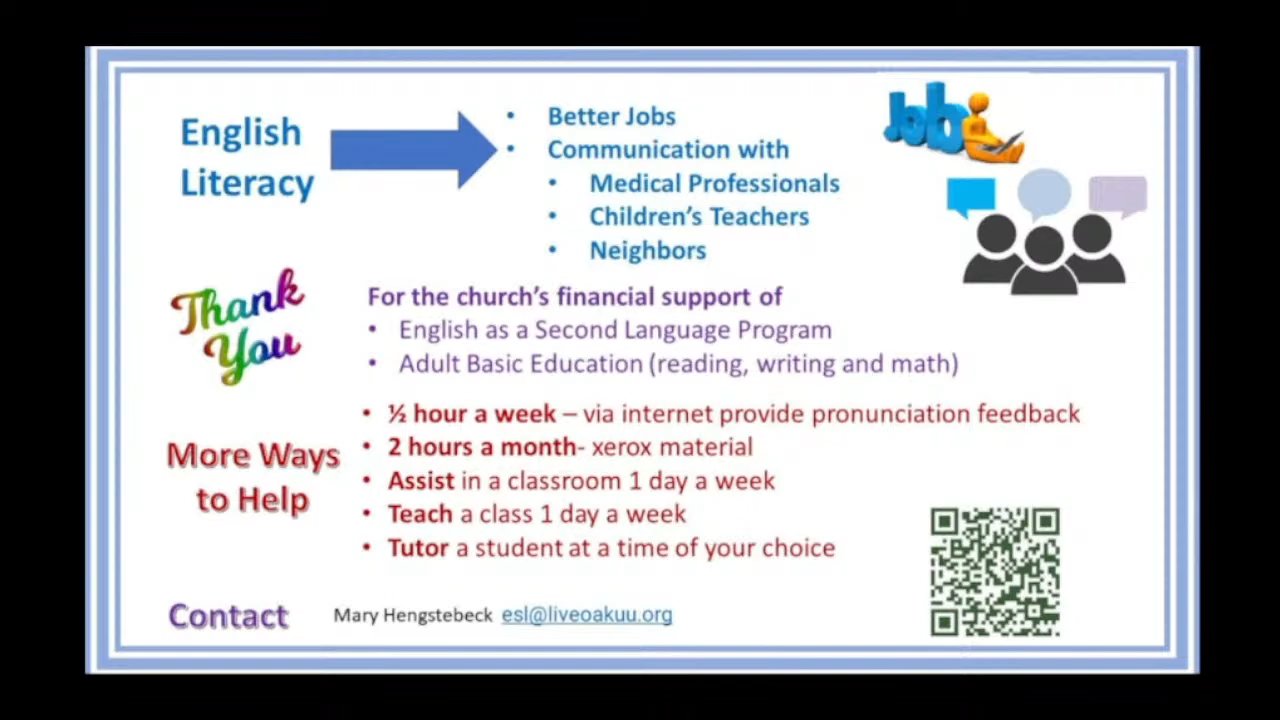 English
Literacy
• Better Jobs
• Communication with
• Medical Professionals
• Children's Teachers
• Neighbors
Job
Thank
You
For the church's financial support of
• English as a Second Language Program
• Adult Basic Education (reading, writing and math)
More Ways
to Help
• ½ hour a week – via internet provide pronunciation feedback
• 2 hours a month- xerox material
• Assist in a classroom 1 day a week
• Teach a class 1 day a week
• Tutor a student at a time of your choice
Contact
Mary Hengstebeck esl@liveoakuu.org